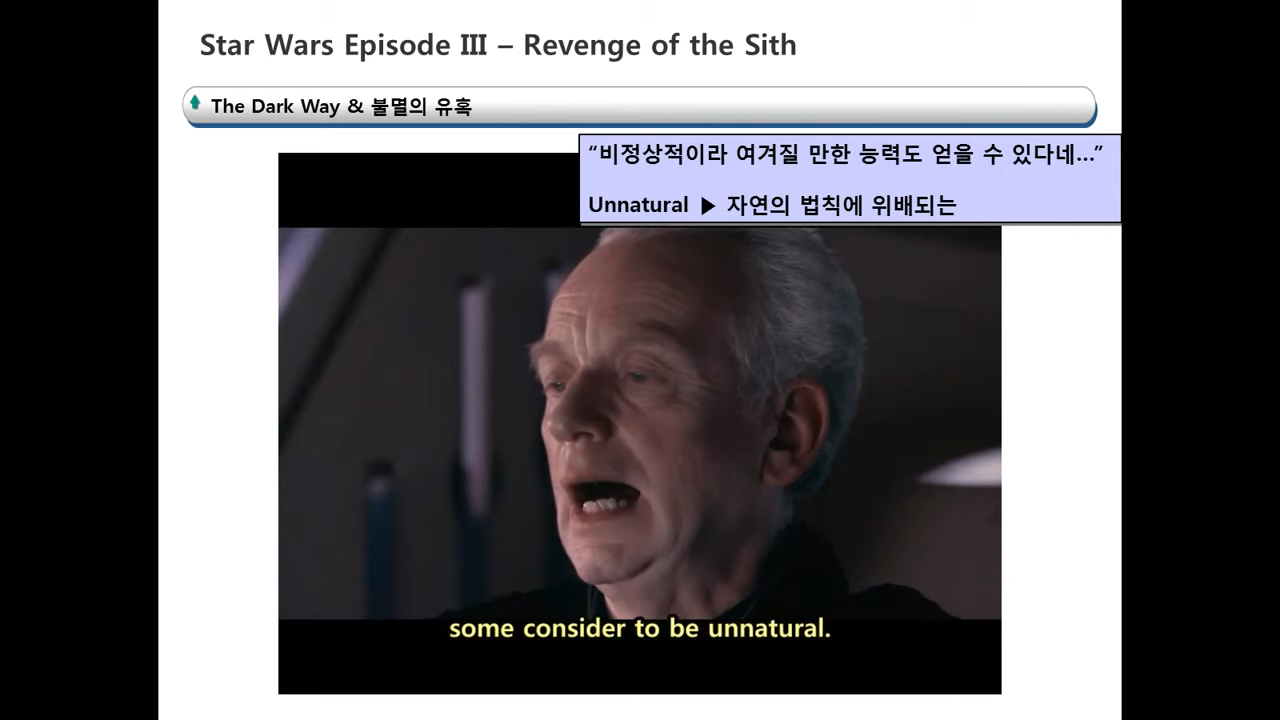 Star Wars Episode Ⅲ – Revenge of the Sith
The Dark Way & 불멸의 유혹
“비정상적이라 여겨질 만한 능력도 얻을 수 있다네…”
Unnatural ▶ 자연의 법칙에 위배되는
some consider to be unnatural.